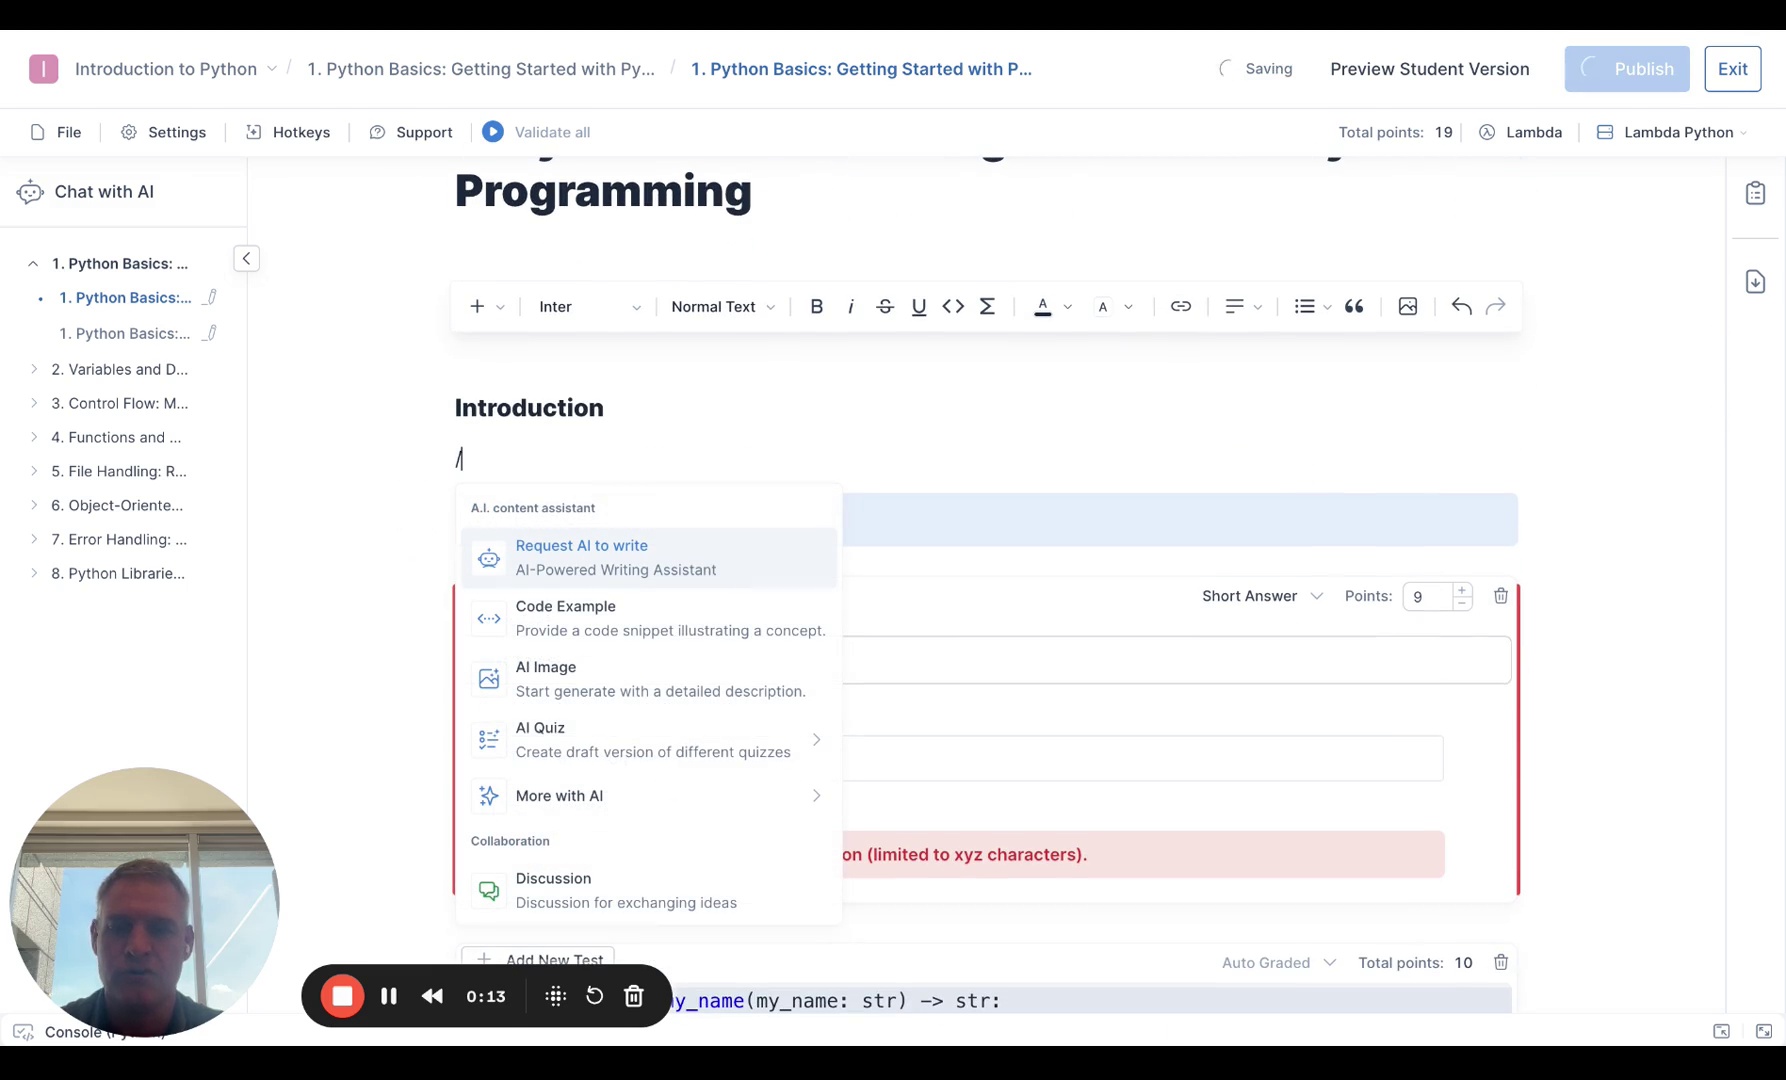 I Introduction to Python / 1. Python Basics: Getting Started with Py... / 1. Python Basics: Getting Started with P...
Saving Preview Student Version Publish Exit
File Settings Hotkeys Support Validate all Total points: 19 Lambda Lambda Python
Chat with AI
1. Python Basics: ...
1. Python Basics:...
1. Python Basics:...
2. Variables and D...
3. Control Flow: M...
4. Functions and ...
5. File Handling: R...
6. Object-Oriente...
7. Error Handling: ...
8. Python Librarie...
Programming
Inter Normal Text B i S U A A
Introduction
/
A.I. content assistant
Request AI to write
AI-Powered Writing Assistant
Code Example
Provide a code snippet illustrating a concept.
AI Image
Start generate with a detailed description.
AI Quiz
Create draft version of different quizzes
More with AI
Collaboration
Discussion
Discussion for exchanging ideas
Short Answer Points: 9
on (limited to xyz characters).
Add New Test Auto Graded Total points: 10
my_name(my_name: str) -> str:
0:13
Console (Python)